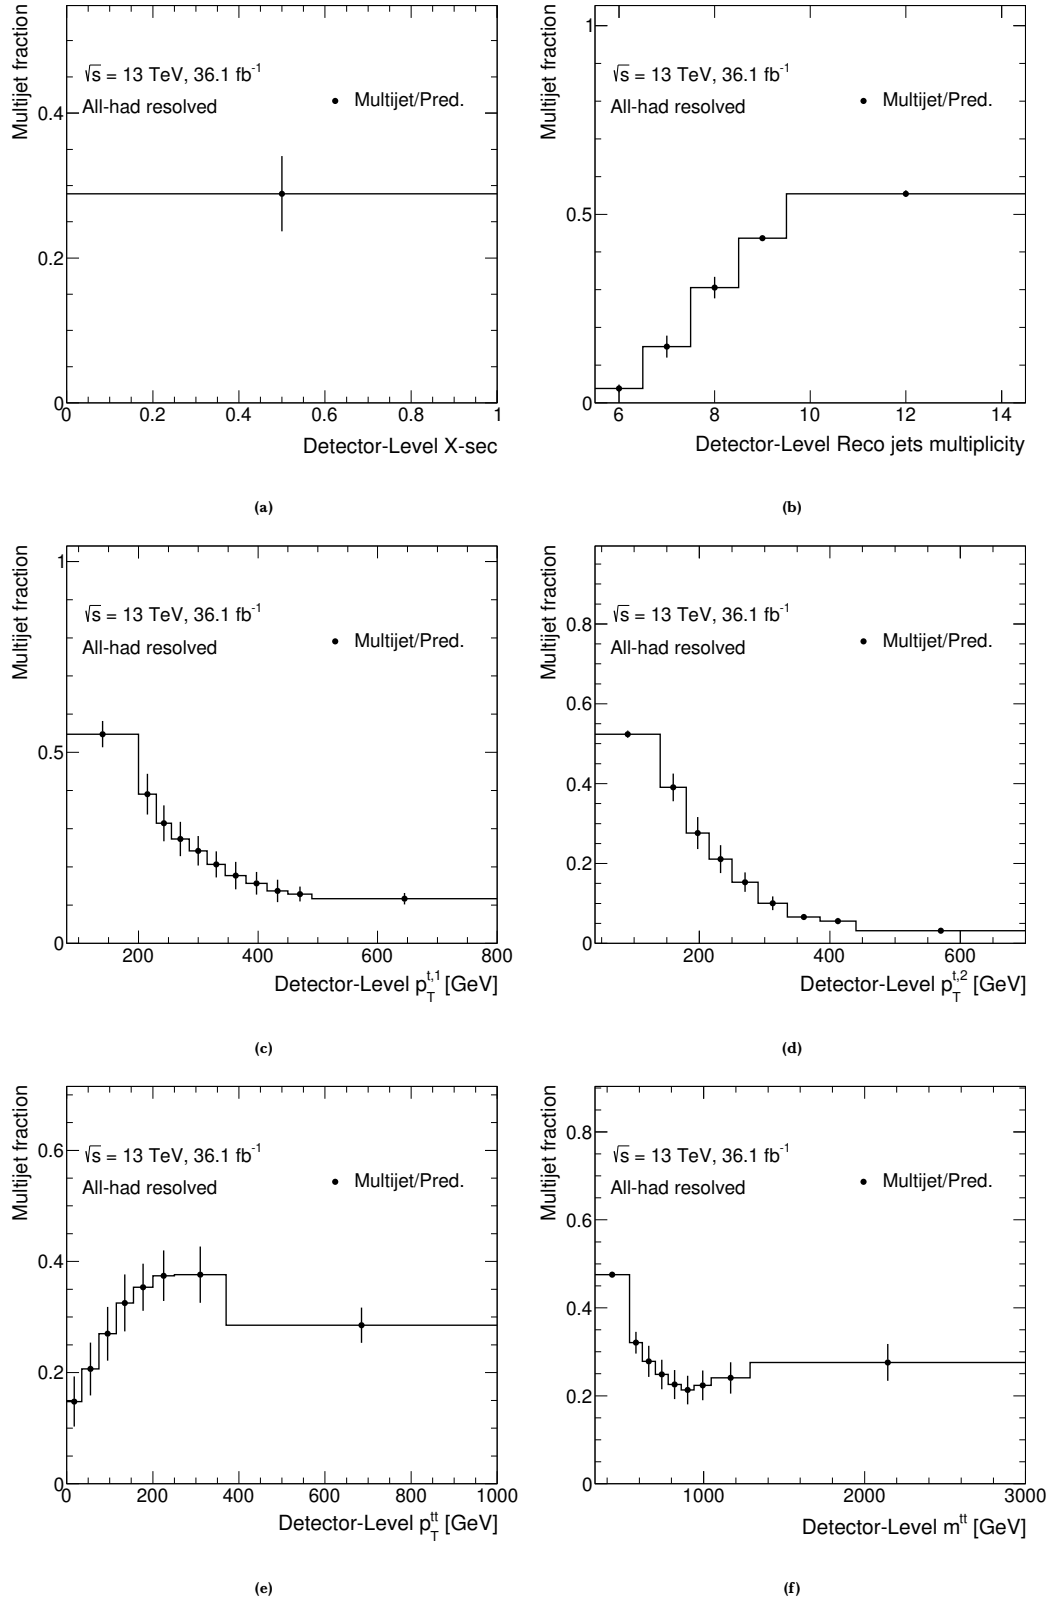 Multijet fraction
√s = 13 TeV, 36.1 fb-1
All-had resolved
Multijet/Pred.
0.4
0.2
0
0 0.2 0.4 0.6 0.8 1
Detector-Level X-sec
(a)
Multijet fraction
1
√s = 13 TeV, 36.1 fb-1
All-had resolved
Multijet/Pred.
0.5
0
6 8 10 12 14
Detector-Level Reco jets multiplicity
(b)
Multijet fraction
1
√s = 13 TeV, 36.1 fb-1
All-had resolved
Multijet/Pred.
0.5
0
200 400 600 800
Detector-Level p_T^{t,1} [GeV]
(c)
Multijet fraction
√s = 13 TeV, 36.1 fb-1
All-had resolved
Multijet/Pred.
0.8
0.6
0.4
0.2
0
200 400 600
Detector-Level p_T^{t,2} [GeV]
(d)
Multijet fraction
√s = 13 TeV, 36.1 fb-1
All-had resolved
Multijet/Pred.
0.6
0.4
0.2
0
0 200 400 600 800 1000
Detector-Level p_T^{tt} [GeV]
(e)
Multijet fraction
√s = 13 TeV, 36.1 fb-1
All-had resolved
Multijet/Pred.
0.8
0.6
0.4
0.2
0
1000 2000 3000
Detector-Level m^{tt} [GeV]
(f)